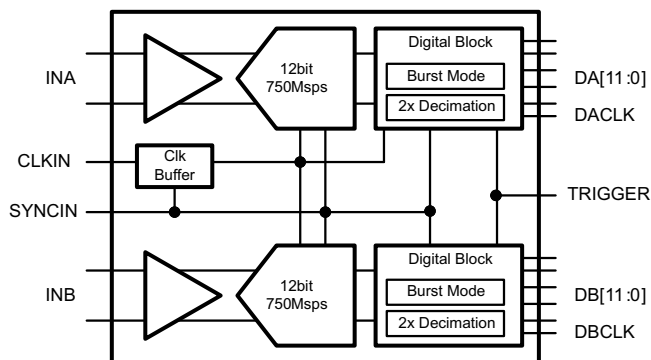 Digital Block
12bit
750Msps
Burst Mode
2x Decimation
INA
DA[11:0]
DACLK
CLKIN
Clk
Buffer
SYNCIN
TRIGGER
Digital Block
12bit
750Msps
Burst Mode
2x Decimation
INB
DB[11:0]
DBCLK